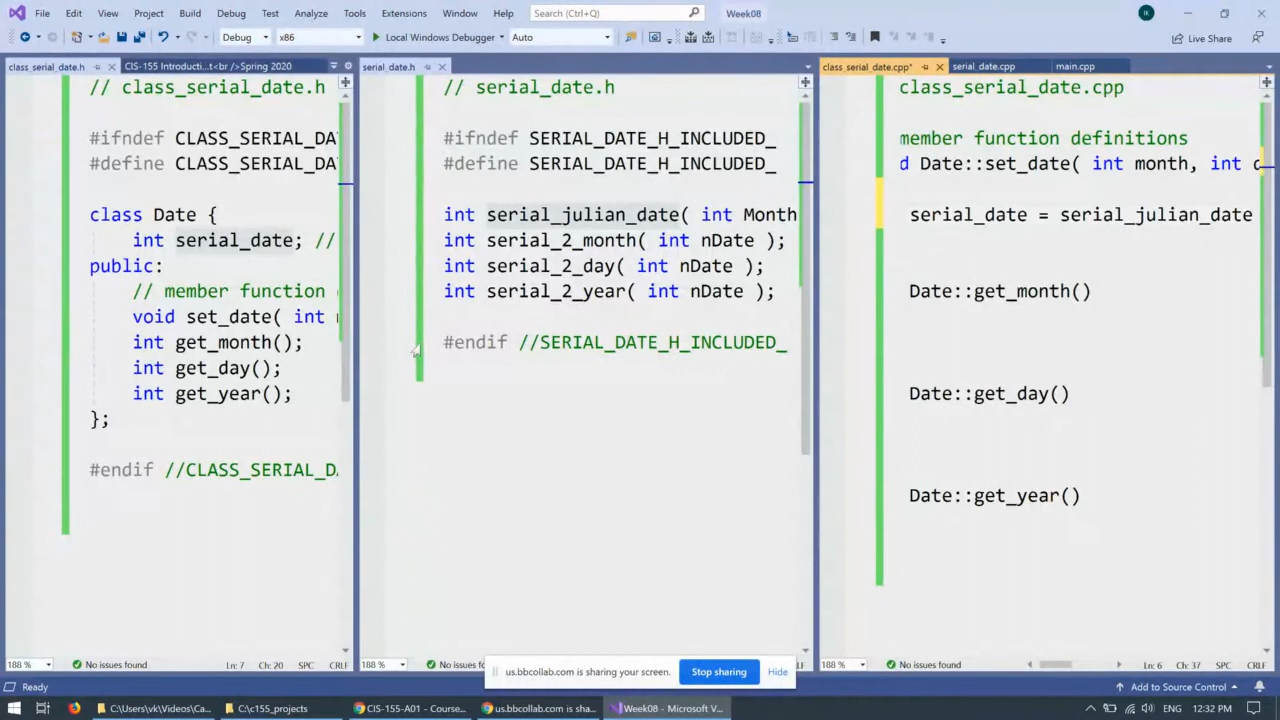 File Edit View Project Build Debug Test Analyze Tools Extensions Window Help Search (Ctrl+Q) Week08 IK
Debug x86 Local Windows Debugger Auto Live Share
class_serial_date.h CIS-155 Introducti...t<br />Spring 2020
// class_serial_date.h
#ifndef CLASS_SERIAL_DA
#define CLASS_SERIAL_DA
class Date {
int serial_date; //
public:
// member function
void set_date( int
int get_month();
int get_day();
int get_year();
};
#endif //CLASS_SERIAL_DA
188 % No issues found Ln: 7 Ch: 20 SPC CRLF
serial_date.h
// serial_date.h
#ifndef SERIAL_DATE_H_INCLUDED_
#define SERIAL_DATE_H_INCLUDED_
int serial_julian_date( int Month
int serial_2_month( int nDate );
int serial_2_day( int nDate );
int serial_2_year( int nDate );
#endif //SERIAL_DATE_H_INCLUDED_
188 % No iss
class_serial_date.cpp* serial_date.cpp main.cpp
class_serial_date.cpp
member function definitions
d Date::set_date( int month, int d
serial_date = serial_julian_date
Date::get_month()
Date::get_day()
Date::get_year()
188 % No issues found Ln: 6 Ch: 37 SPC CRLF
us.bbcollab.com is sharing your screen. Stop sharing Hide
Ready Add to Source Control
C:\Users\vk\Videos\Ca... C:\c155_projects CIS-155-A01 – Course... us.bbcollab.com is sha... Week08 - Microsoft V... ENG 12:32 PM